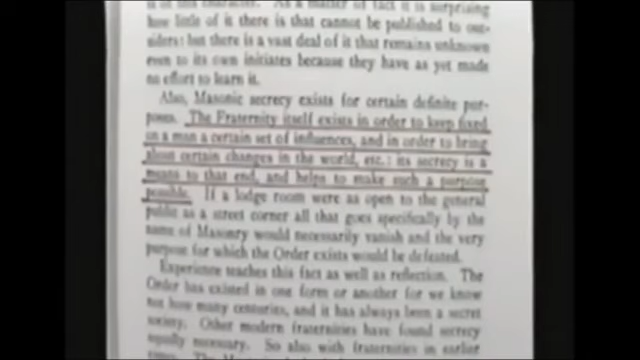 is of this character. As a matter of fact it is surprising
how little of it there is that cannot be published to out-
siders; but there is a vast deal of it that remains unknown
even to its own initiates because they have as yet made
no effort to learn it.
Also, Masonic secrecy exists for certain definite pur-
poses. The Fraternity itself exists in order to keep fixed
on a man a certain set of influences, and in order to bring
about certain changes in the world, etc.: its secrecy is a
means to that end, and helps to make such a purpose
possible. If a lodge room were as open to the general
public as a street corner all that goes specifically by the
name of Masonry would necessarily vanish and the very
purpose for which the Order exists would be defeated.
Experience teaches this fact as well as reflection. The
Order has existed in one form or another for we know
not how many centuries, and it has always been a secret
society. Other modern fraternities have found secrecy
equally necessary. So also with fraternities in earlier
times. The